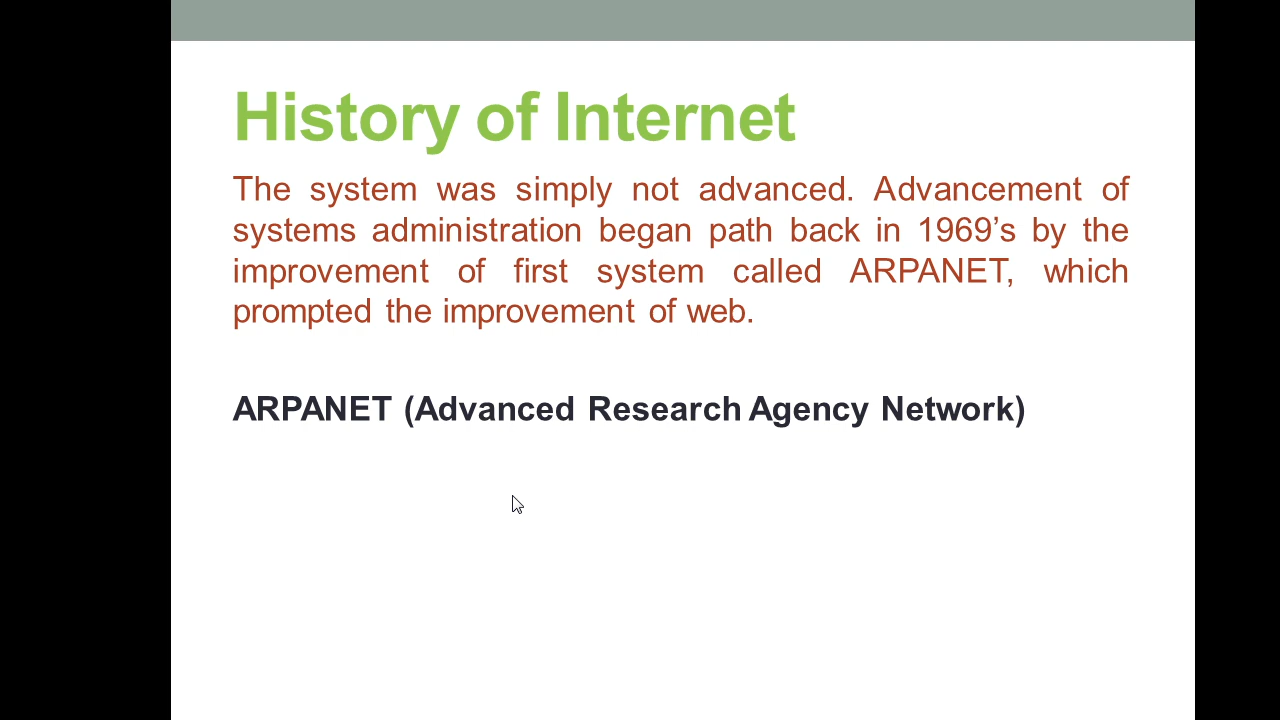 History of Internet
The system was simply not advanced. Advancement of
systems administration began path back in 1969’s by the
improvement of first system called ARPANET, which
prompted the improvement of web.
ARPANET (Advanced Research Agency Network)